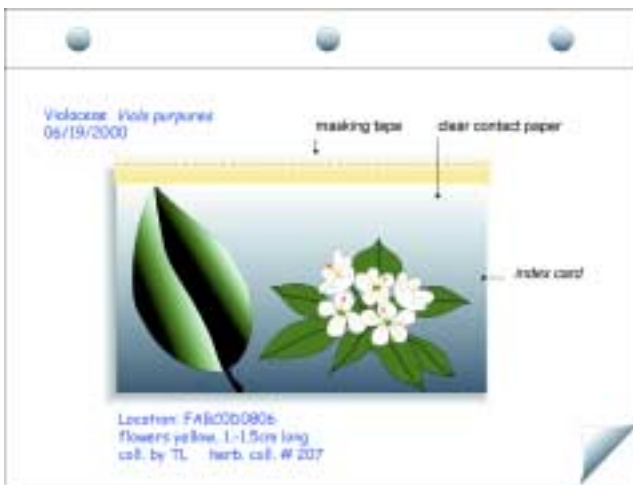 Violaceae Viola purpurea
06/19/2000
masking tape
clear contact paper
index card
Location: FABC0b0806
flowers yellow, 1-1.5cm long
coll. by TL herb. coll. # 207